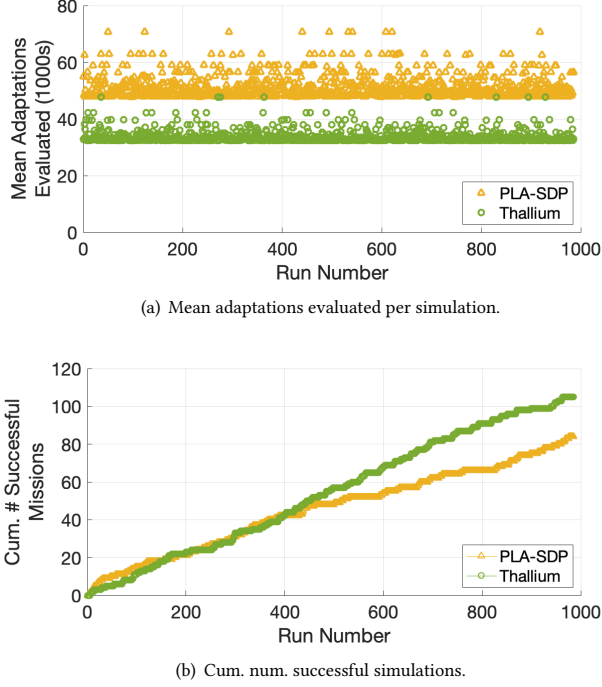 80
60
40
20
0
Mean Adaptations
Evaluated (1000s)
PLA-SDP
Thallium
0 200 400 600 800 1000
Run Number
(a) Mean adaptations evaluated per simulation.
120
100
80
60
40
20
0
Cum. # Successful
Missions
PLA-SDP
Thallium
0 200 400 600 800 1000
Run Number
(b) Cum. num. successful simulations.